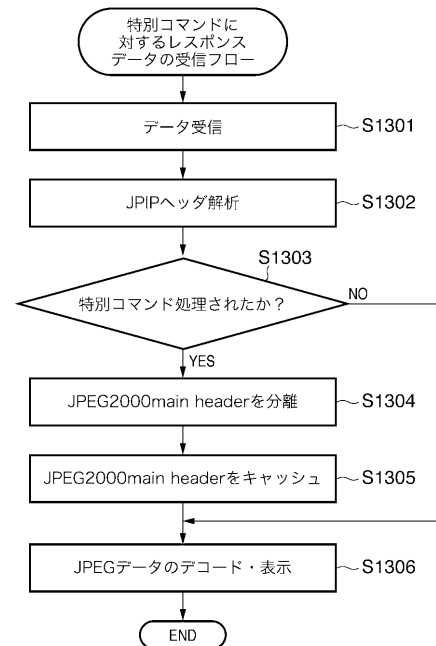 特別コマンドに
対するレスポンス
データの受信フロー
データ受信
S1301
JPIPヘッダ解析
S1302
S1303
特別コマンド処理されたか？
NO
YES
JPEG2000main headerを分離
S1304
JPEG2000main headerをキャッシュ
S1305
JPEGデータのデコード・表示
S1306
END